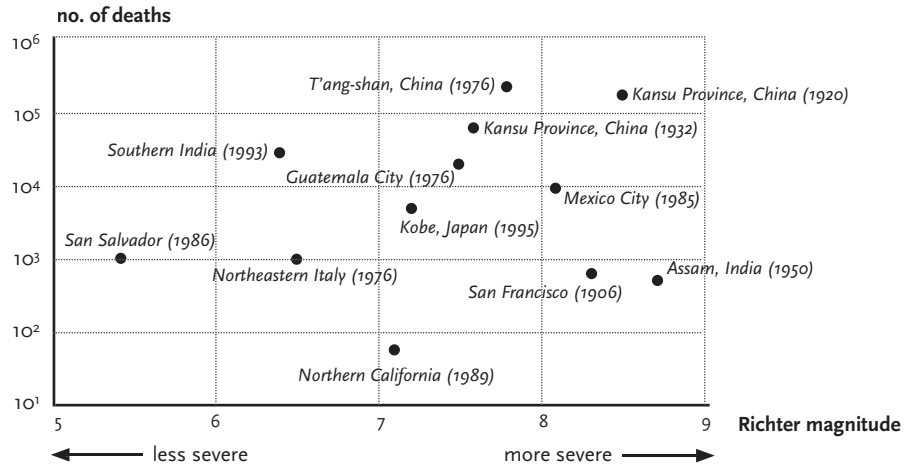 no. of deaths
10⁶
T'ang-shan, China (1976)
Kansu Province, China (1920)
10⁵
Kansu Province, China (1932)
Southern India (1993)
Guatemala City (1976)
10⁴
Mexico City (1985)
Kobe, Japan (1995)
San Salvador (1986)
10³
Northeastern Italy (1976)
Assam, India (1950)
San Francisco (1906)
10²
Northern California (1989)
10¹
5 6 7 8 9 Richter magnitude
less severe more severe